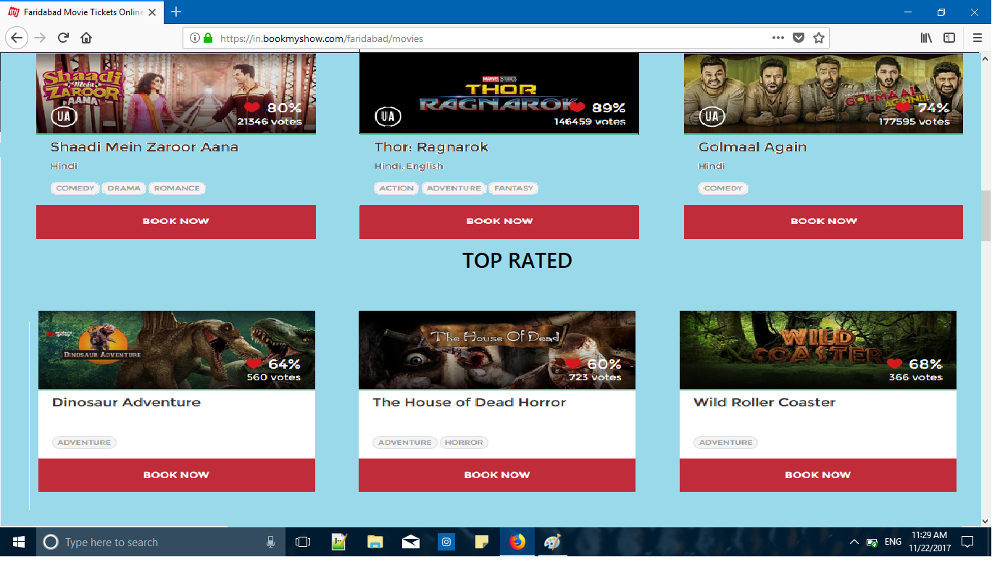 Faridabad Movie Tickets Online
https://in.bookmyshow.com/faridabad/movies
Shaadi
Mein
ZAROOR
AANA
UA
80%
21346 votes
MARVEL STUDIOS
THOR
RAGNAROK
UA
89%
146459 votes
GOLMAAL
AGAIN!!!
UA
74%
177595 votes
Shaadi Mein Zaroor Aana
Hindi
COMEDY DRAMA ROMANCE
BOOK NOW
Thor: Ragnarok
Hindi, English
ACTION ADVENTURE FANTASY
BOOK NOW
Golmaal Again
Hindi
COMEDY
BOOK NOW
TOP RATED
DINOSAUR ADVENTURE
64%
560 votes
The House Of Dead
60%
723 votes
WILD
COASTER
68%
366 votes
Dinosaur Adventure
ADVENTURE
BOOK NOW
The House of Dead Horror
ADVENTURE HORROR
BOOK NOW
Wild Roller Coaster
ADVENTURE
BOOK NOW
Type here to search
ENG
11:29 AM
11/22/2017